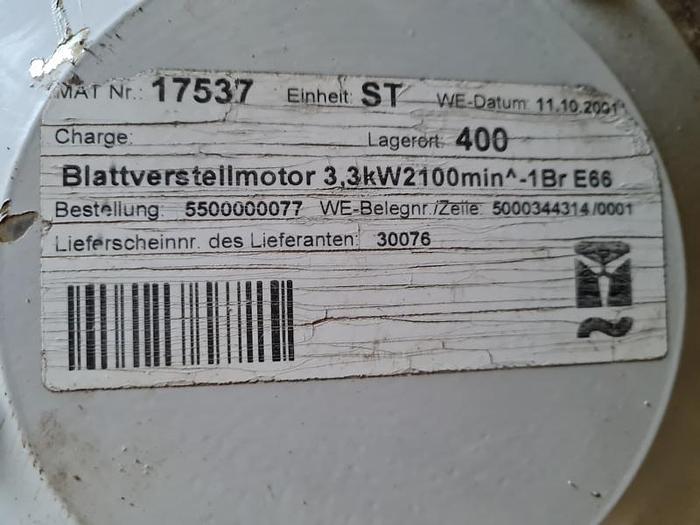 MAT Nr.: 17537 Einheit: ST WE-Datum: 11.10.2001
Charge: Lagerort: 400
Blattverstellmotor 3,3kW2100min^-1Br E66
Bestellung: 5500000077 WE-Belegnr./Zeile: 5000344314/0001
Lieferscheinnr. des Lieferanten: 30076